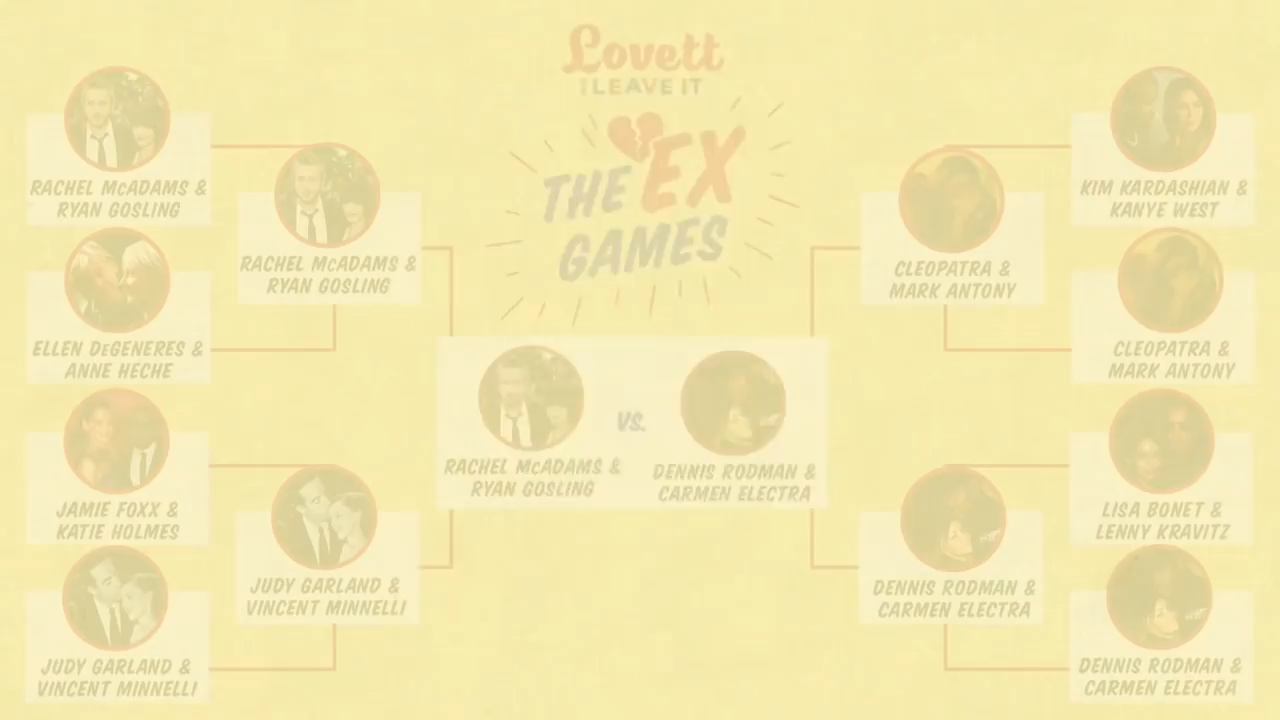 Lovett
OR LEAVE IT
THE EX
GAMES
RACHEL McADAMS &
RYAN GOSLING
ELLEN DeGENERES &
ANNE HECHE
JAMIE FOXX &
KATIE HOLMES
JUDY GARLAND &
VINCENT MINNELLI
RACHEL McADAMS &
RYAN GOSLING
JUDY GARLAND &
VINCENT MINNELLI
RACHEL McADAMS &
RYAN GOSLING
VS.
DENNIS RODMAN &
CARMEN ELECTRA
CLEOPATRA &
MARK ANTONY
DENNIS RODMAN &
CARMEN ELECTRA
KIM KARDASHIAN &
KANYE WEST
CLEOPATRA &
MARK ANTONY
LISA BONET &
LENNY KRAVITZ
DENNIS RODMAN &
CARMEN ELECTRA